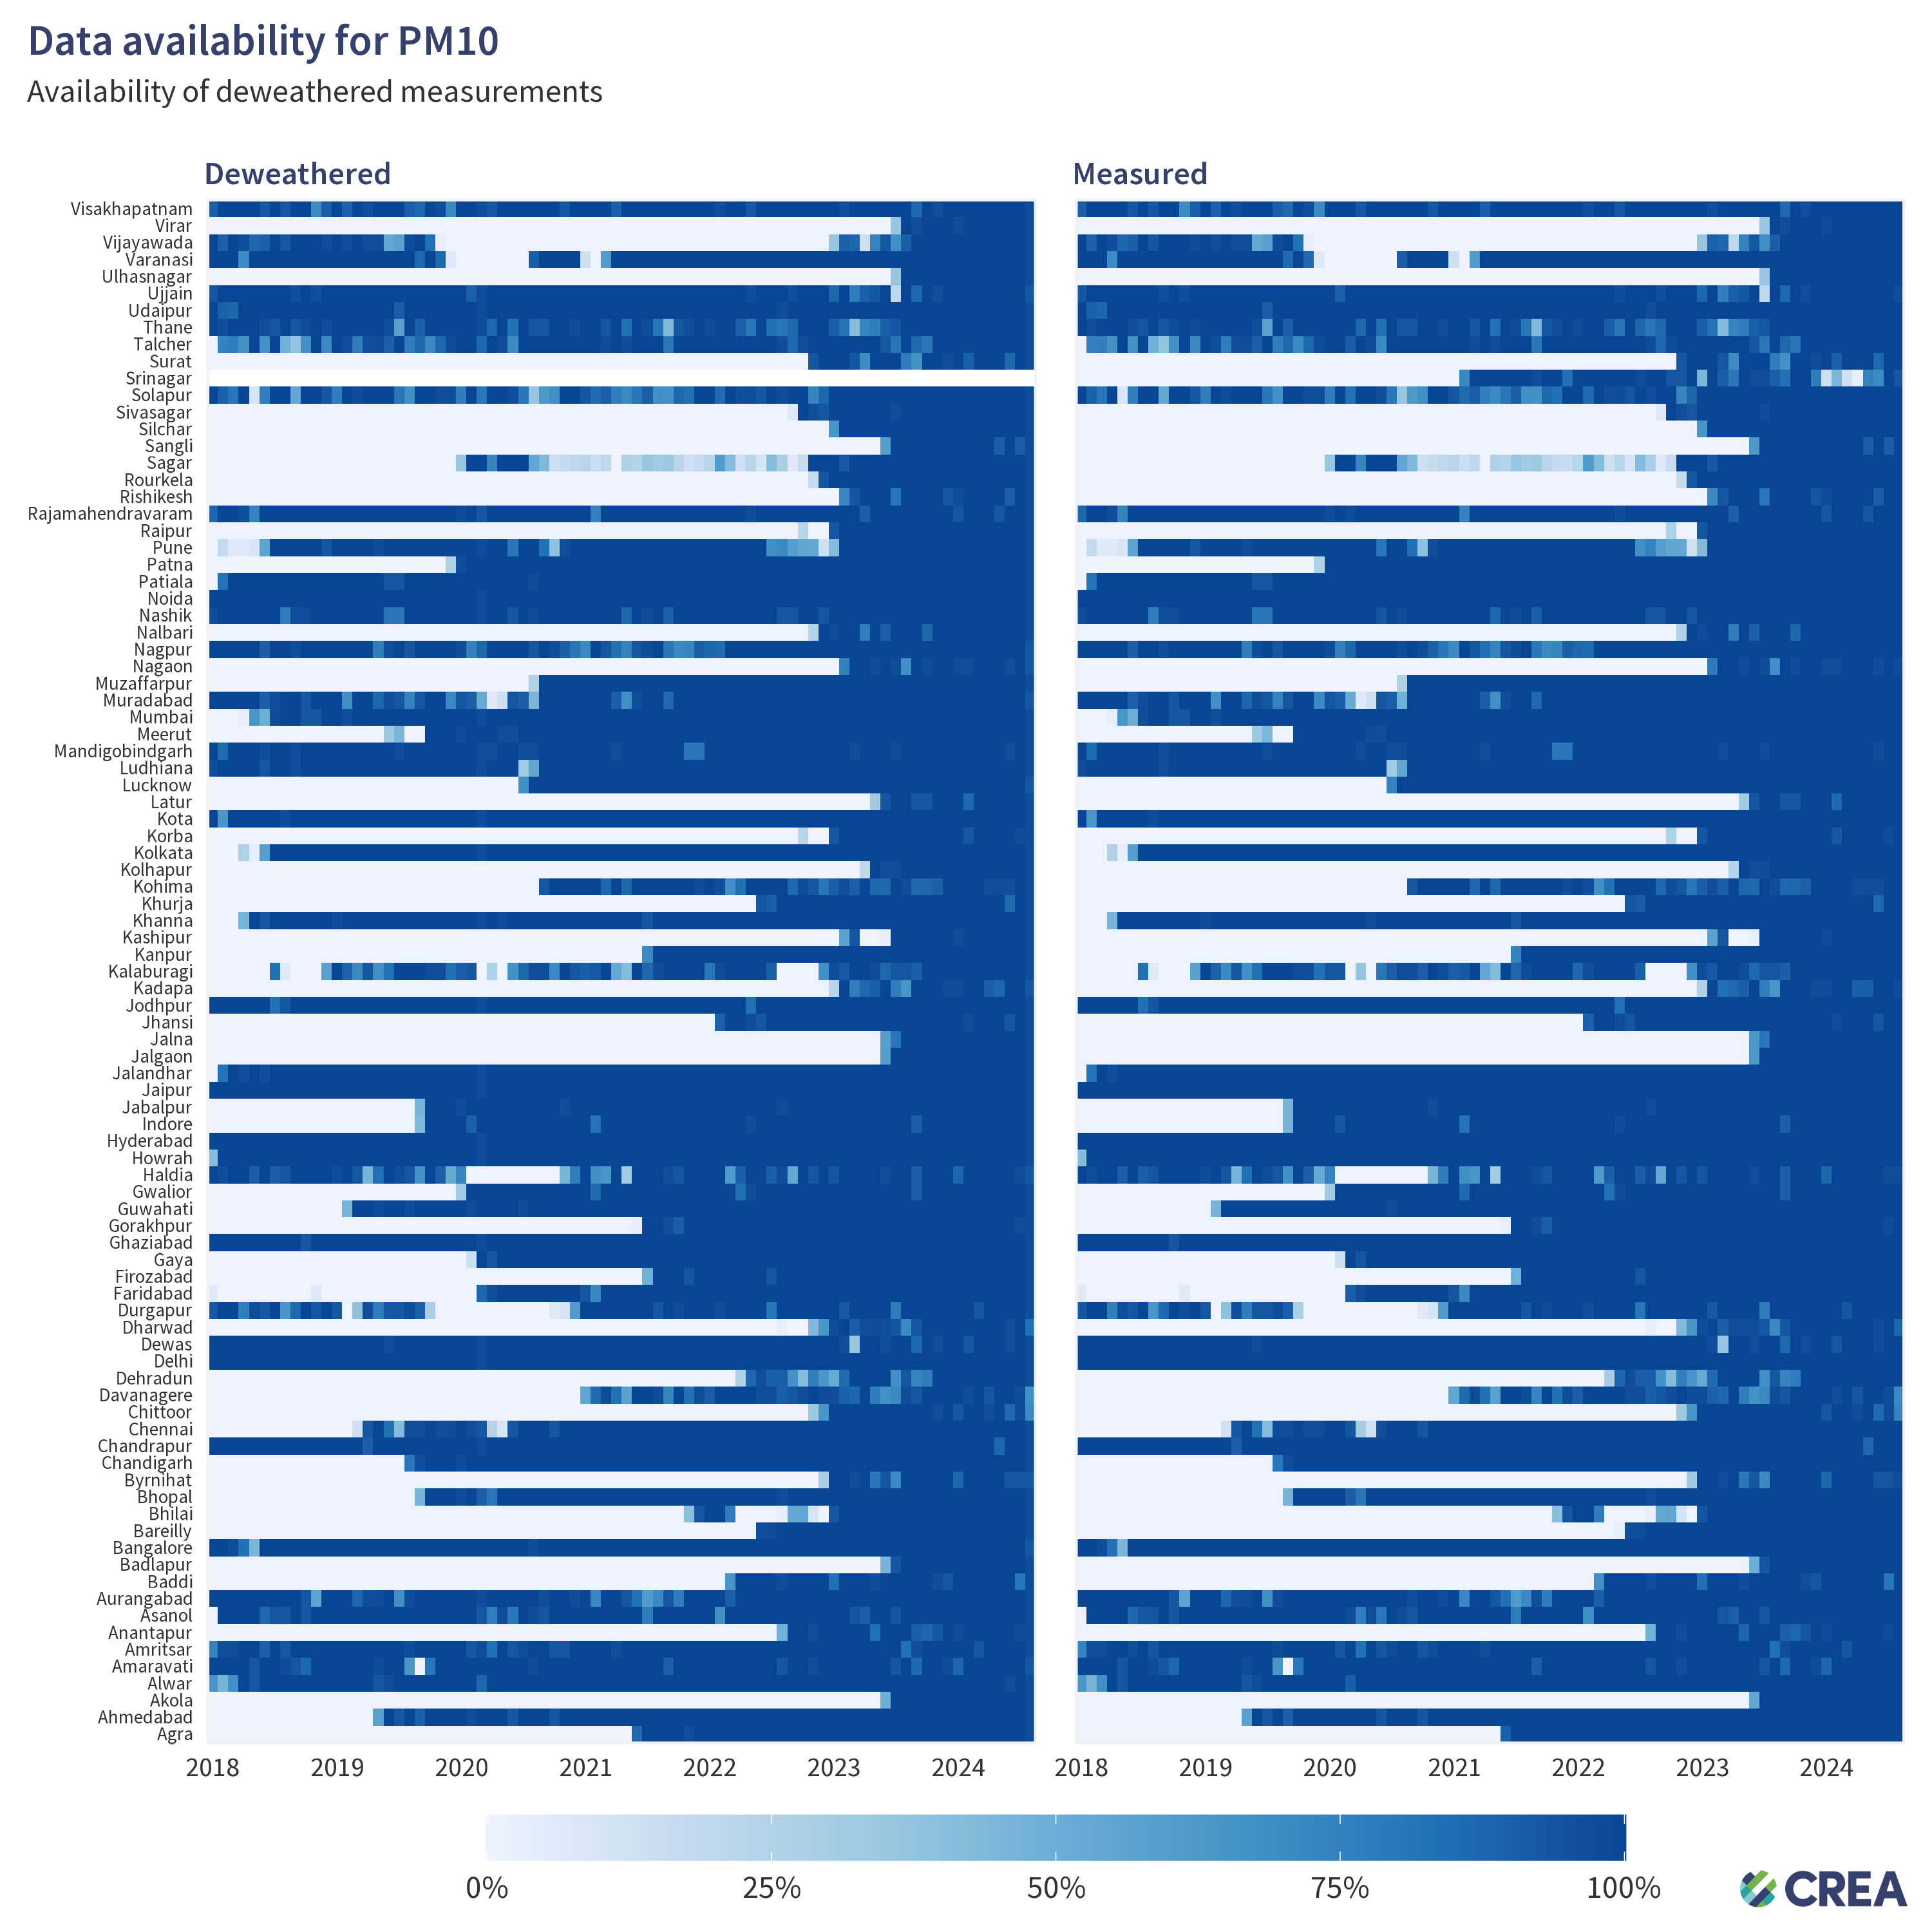 Data availability for PM10
Availability of deweathered measurements
Deweathered
Measured
Visakhapatnam
Virar
Vijayawada
Varanasi
Ulhasnagar
Ujjain
Udaipur
Thane
Talcher
Surat
Srinagar
Solapur
Sivasagar
Silchar
Sangli
Sagar
Rourkela
Rishikesh
Rajamahendravaram
Raipur
Pune
Patna
Patiala
Noida
Nashik
Nalbari
Nagpur
Nagaon
Muzaffarpur
Muradabad
Mumbai
Meerut
Mandigobindgarh
Ludhiana
Lucknow
Latur
Kota
Korba
Kolkata
Kolhapur
Kohima
Khurja
Khanna
Kashipur
Kanpur
Kalaburagi
Kadapa
Jodhpur
Jhansi
Jalna
Jalgaon
Jalandhar
Jaipur
Jabalpur
Indore
Hyderabad
Howrah
Haldia
Gwalior
Guwahati
Gorakhpur
Ghaziabad
Gaya
Firozabad
Faridabad
Durgapur
Dharwad
Dewas
Delhi
Dehradun
Davanagere
Chittoor
Chennai
Chandrapur
Chandigarh
Byrnihat
Bhopal
Bhilai
Bareilly
Bangalore
Badlapur
Baddi
Aurangabad
Asanol
Anantapur
Amritsar
Amaravati
Alwar
Akola
Ahmedabad
Agra
2018 2019 2020 2021 2022 2023 2024
2018 2019 2020 2021 2022 2023 2024
0% 25% 50% 75% 100%
CREA